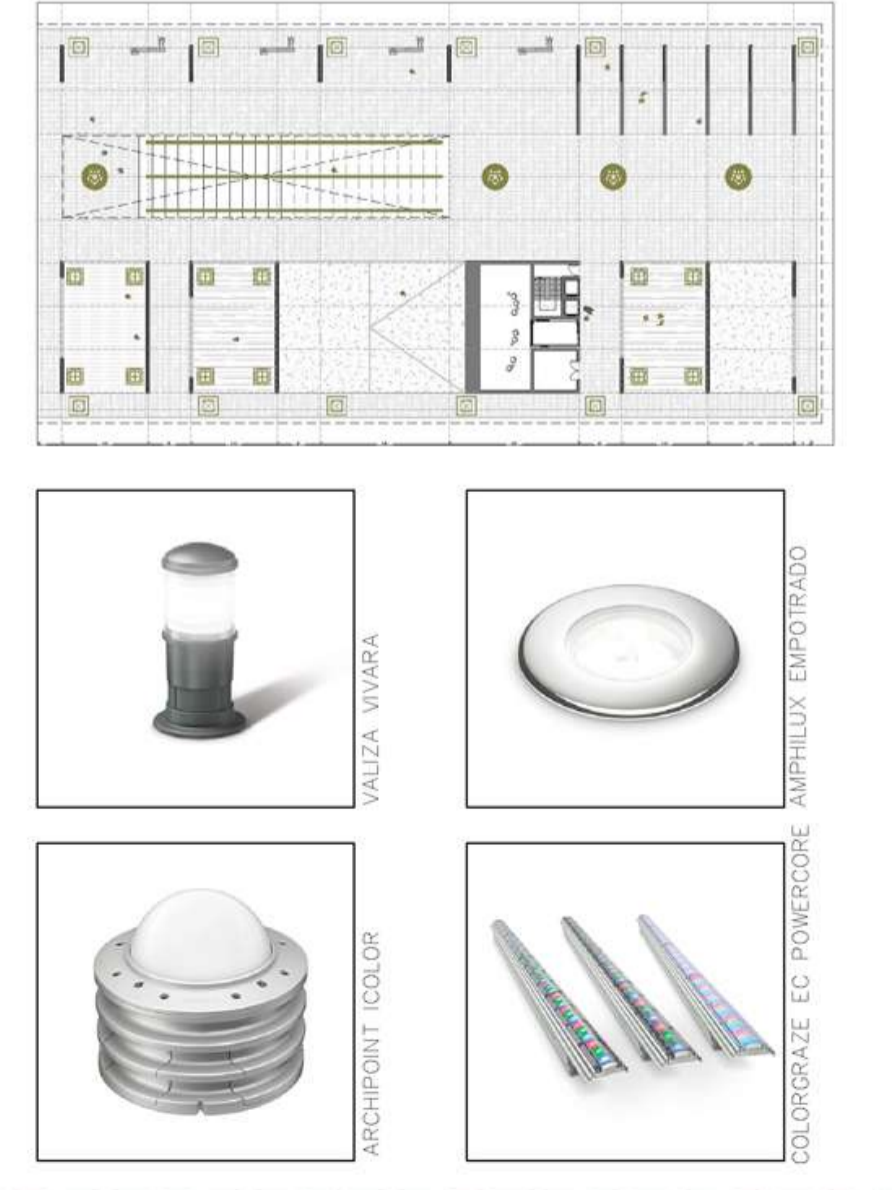 VALIZA VIVARA
AMPHILUX EMPOTRADO
ARCHIPOINT ICOLOR
COLORGRAZE EC POWERCORE